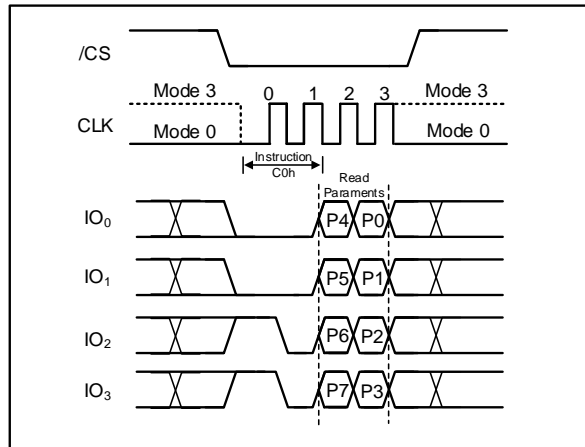 /CS
Mode 3 0 1 2 3 Mode 3
CLK Mode 0 Mode 0
Instruction
C0h
Read
Paraments
IO0 P4 P0
IO1 P5 P1
IO2 P6 P2
IO3 P7 P3